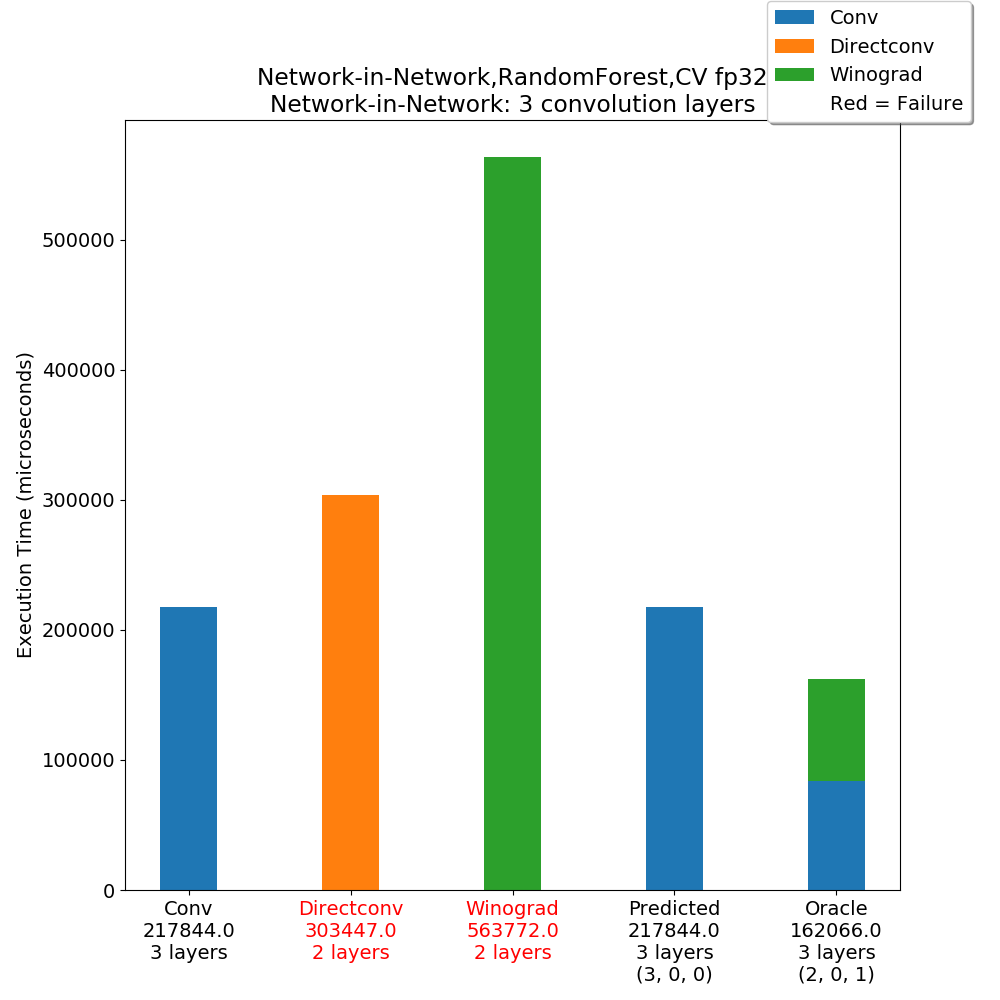 Conv
Directconv
Winograd
Red = Failure
Network-in-Network,RandomForest,CV fp32
Network-in-Network: 3 convolution layers
Execution Time (microseconds)
500000
400000
300000
200000
100000
0
Conv
217844.0
3 layers
Directconv
303447.0
2 layers
Winograd
563772.0
2 layers
Predicted
217844.0
3 layers
(3, 0, 0)
Oracle
162066.0
3 layers
(2, 0, 1)